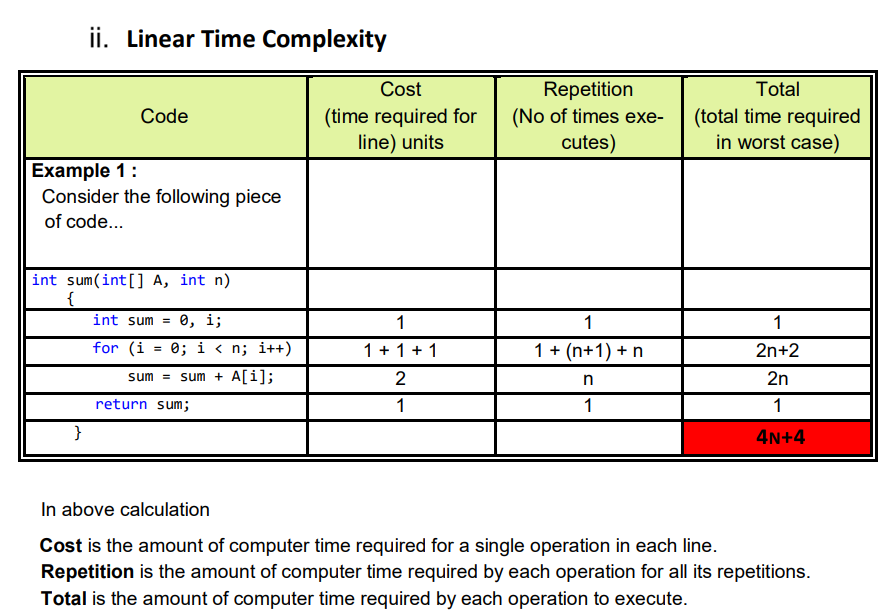 ii. Linear Time Complexity
Code
Cost
(time required for
line) units
Repetition
(No of times exe-
cutes)
Total
(total time required
in worst case)
Example 1 :
Consider the following piece
of code...
int sum(int[] A, int n)
{
int sum = 0, i; 1 1 1
for (i = 0; i < n; i++) 1 + 1 + 1 1 + (n+1) + n 2n+2
sum = sum + A[i]; 2 n 2n
return sum; 1 1 1
} 4N+4
In above calculation
Cost is the amount of computer time required for a single operation in each line.
Repetition is the amount of computer time required by each operation for all its repetitions.
Total is the amount of computer time required by each operation to execute.